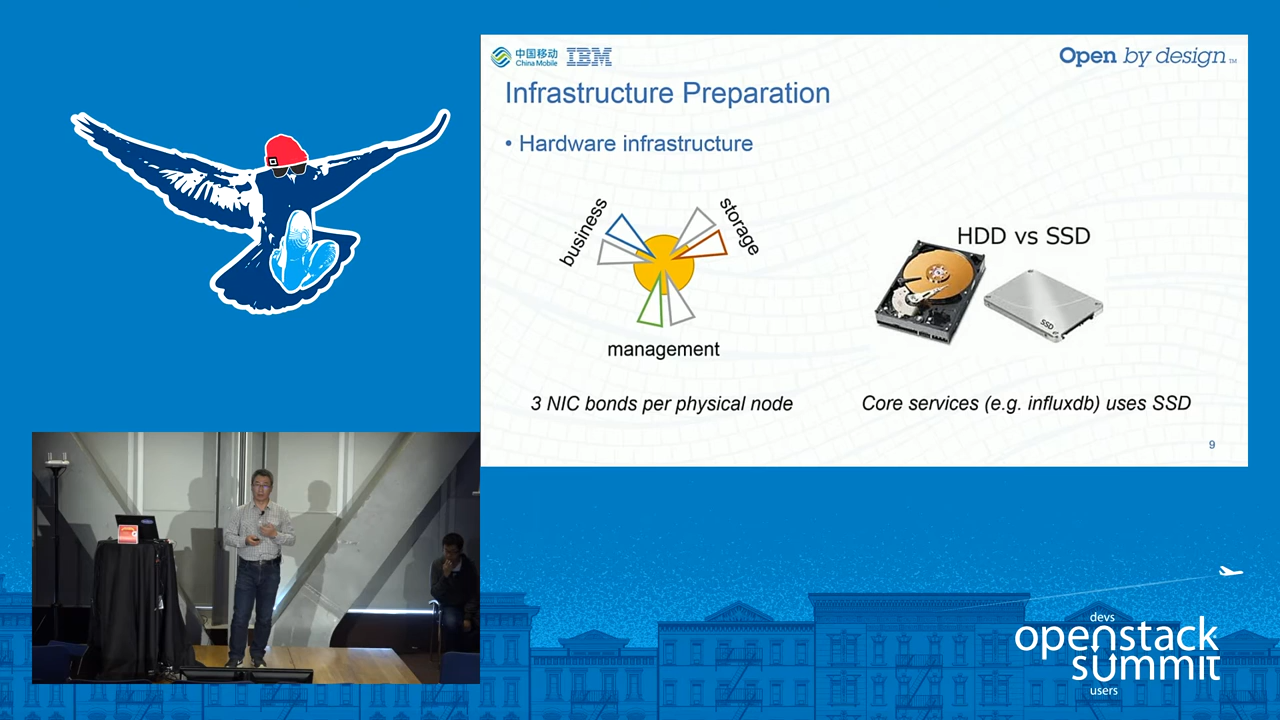 中国移动
China Mobile
IBM
Open by design™
Infrastructure Preparation
• Hardware infrastructure
business
storage
management
HDD vs SSD
SSD
3 NIC bonds per physical node
Core services (e.g. influxdb) uses SSD
9
devs
openstack
summit
users